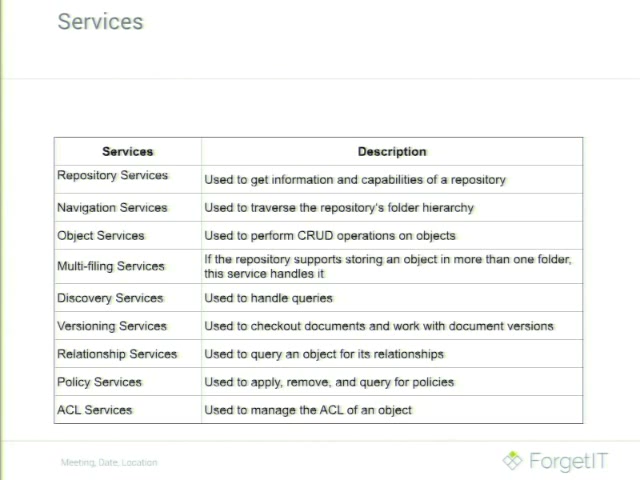 Services
Services Description
Repository Services Used to get information and capabilities of a repository
Navigation Services Used to traverse the repository's folder hierarchy
Object Services Used to perform CRUD operations on objects
Multi-filing Services If the repository supports storing an object in more than one folder,
this service handles it
Discovery Services Used to handle queries
Versioning Services Used to checkout documents and work with document versions
Relationship Services Used to query an object for its relationships
Policy Services Used to apply, remove, and query for policies
ACL Services Used to manage the ACL of an object
Meeting, Date, Location
ForgetIT